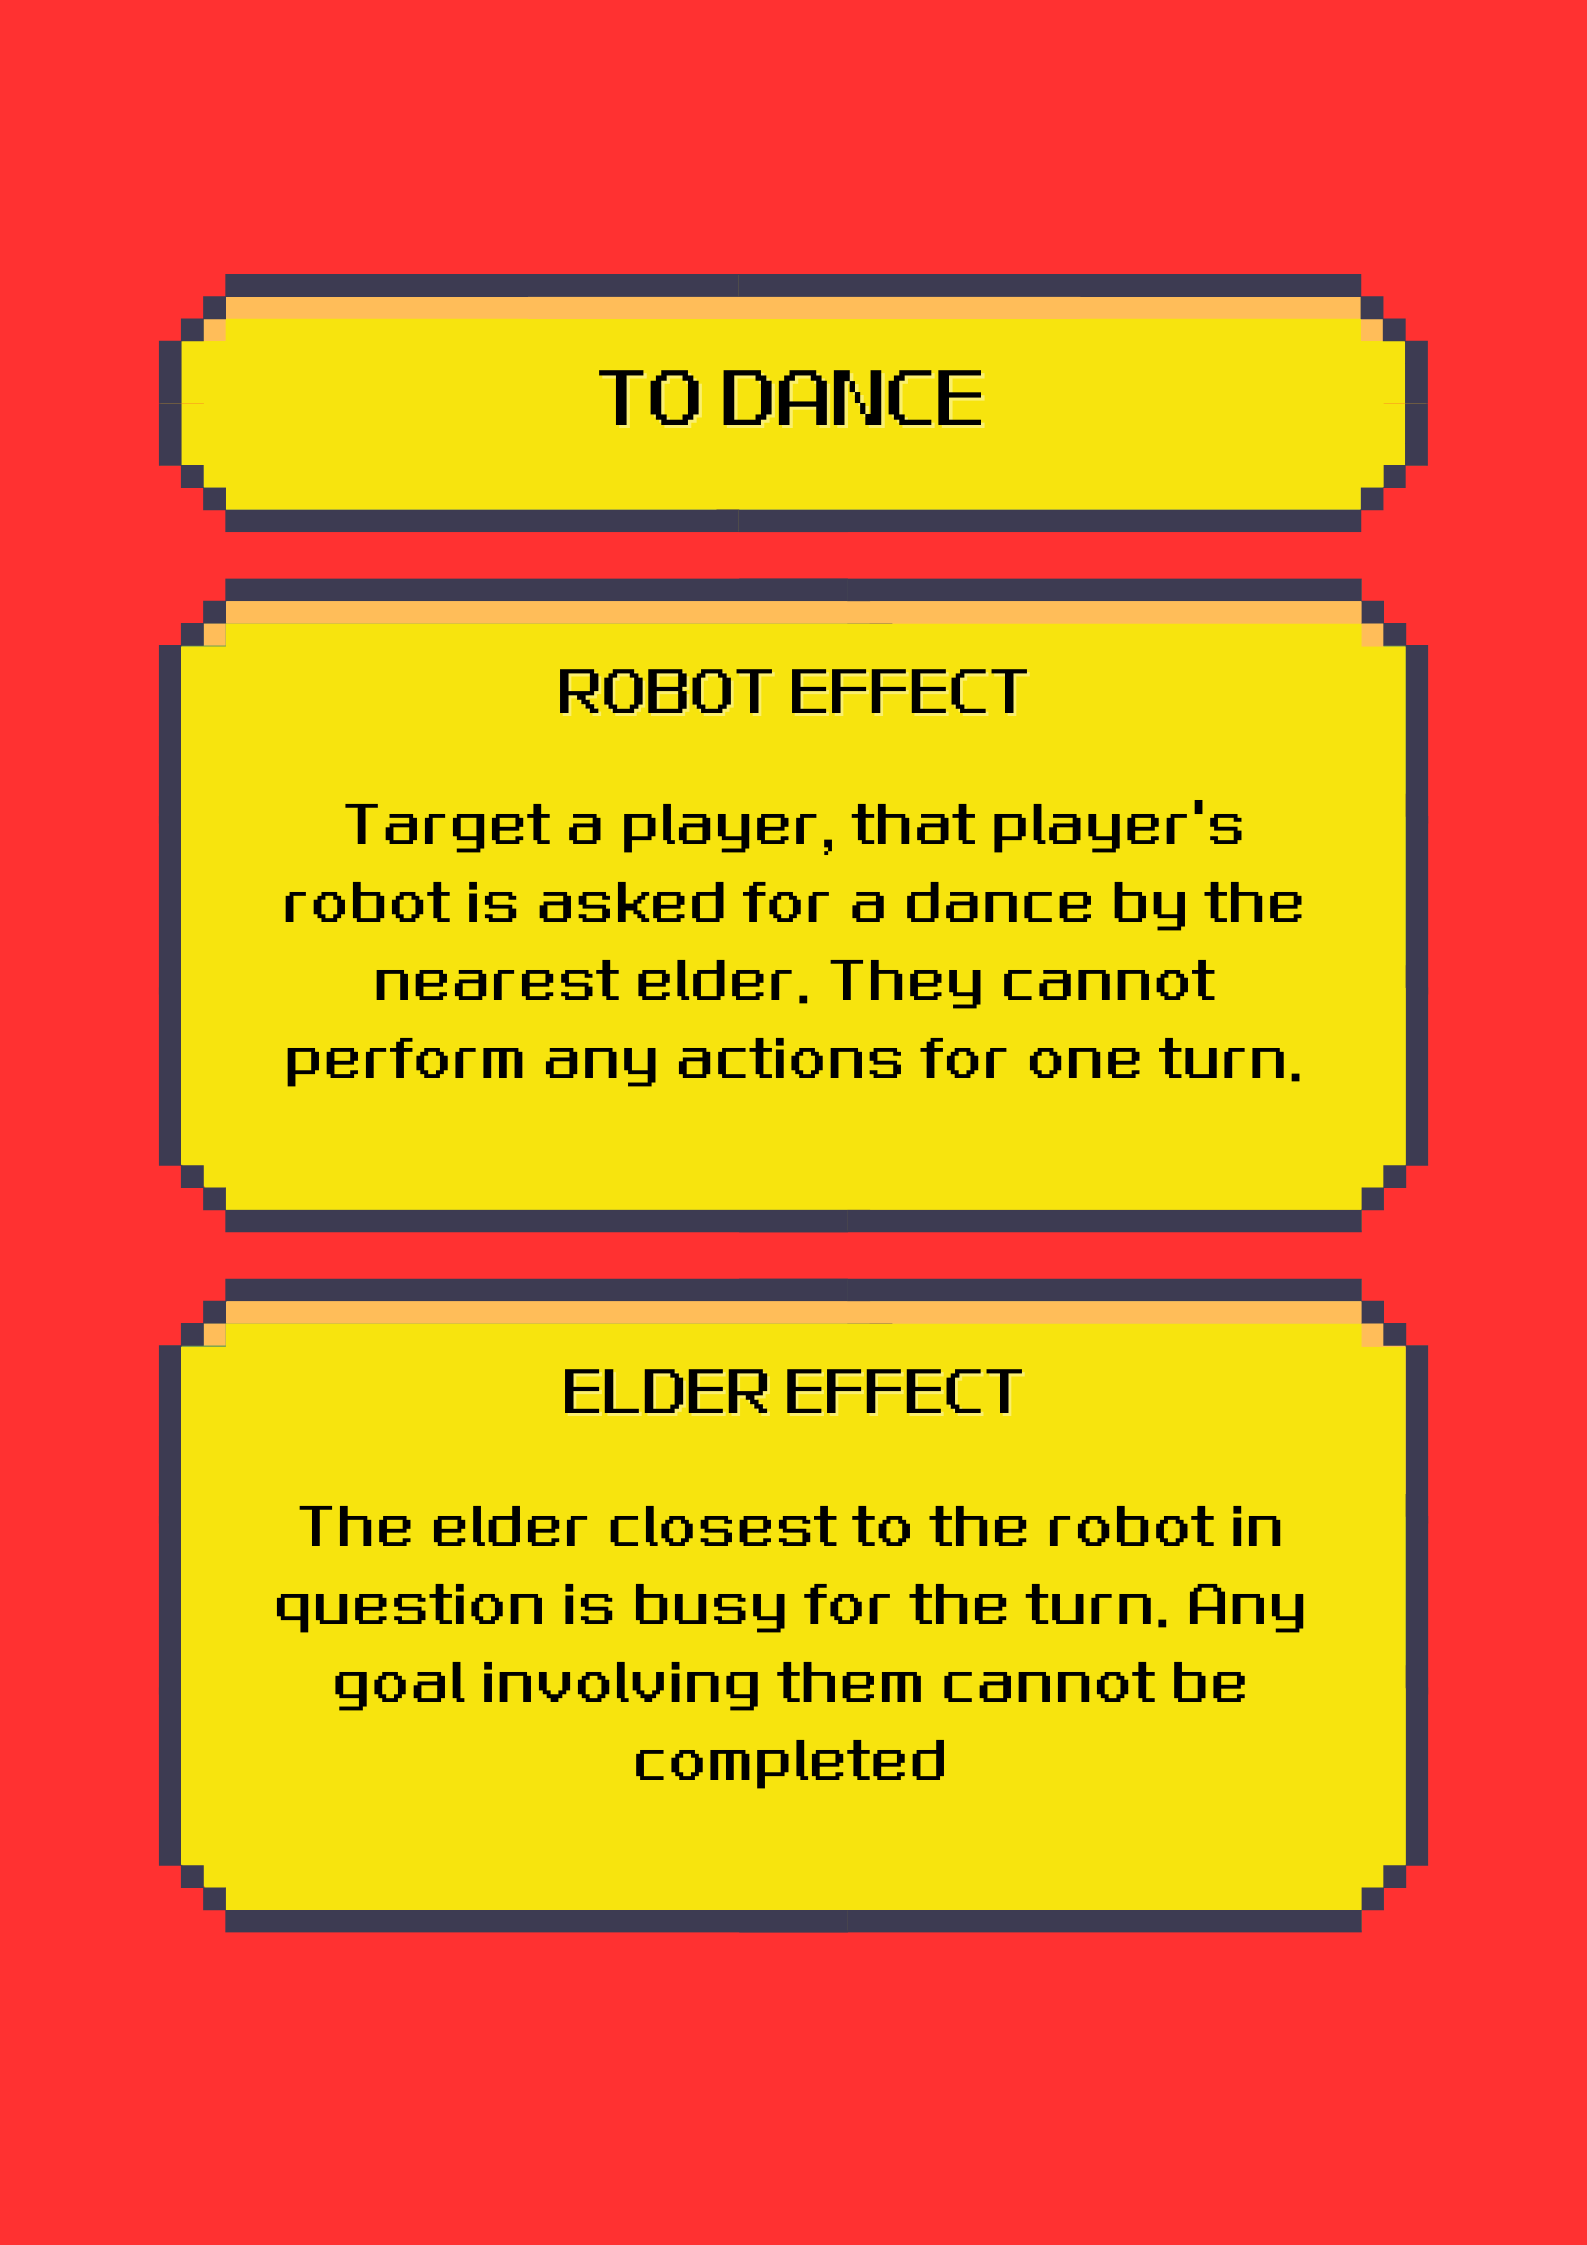 TO DANCE
ROBOT EFFECT
Target a player, that player's
robot is asked for a dance by the
nearest elder. They cannot
perform any actions for one turn.
ELDER EFFECT
The elder closest to the robot in
question is busy for the turn. Any
goal involving them cannot be
completed